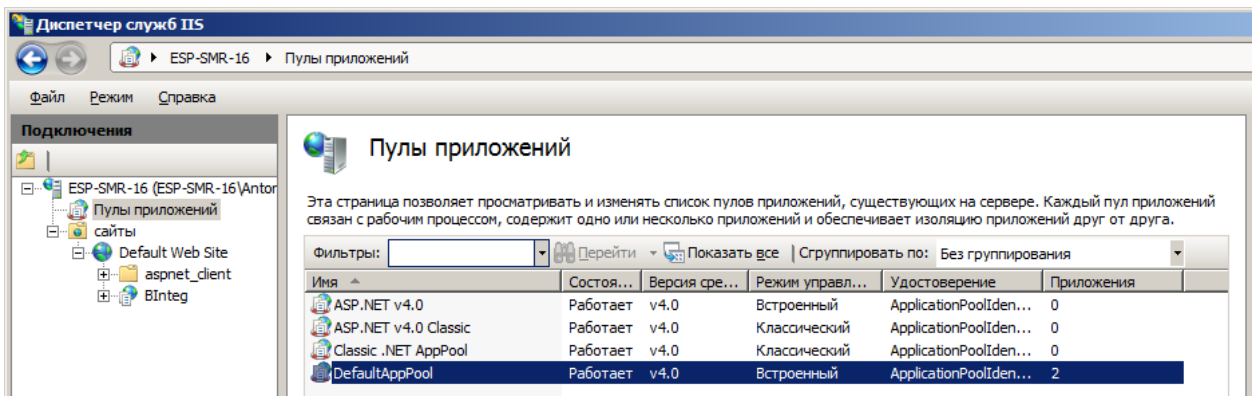 Диспетчер служб IIS
ESP-SMR-16 Пулы приложений
Файл Режим Справка
Подключения
ESP-SMR-16 (ESP-SMR-16\Anton
Пулы приложений
сайты
Default Web Site
aspnet_client
BInteg
Пулы приложений
Эта страница позволяет просматривать и изменять список пулов приложений, существующих на сервере. Каждый пул приложений
связан с рабочим процессом, содержит одно или несколько приложений и обеспечивает изоляцию приложений друг от друга.
Фильтры: Перейти Показать все Сгруппировать по: Без группирования
Имя Состоя... Версия сре... Режим управл... Удостоверение Приложения
ASP.NET v4.0 Работает v4.0 Встроенный ApplicationPoolIden... 0
ASP.NET v4.0 Classic Работает v4.0 Классический ApplicationPoolIden... 0
Classic .NET AppPool Работает v4.0 Классический ApplicationPoolIden... 0
DefaultAppPool Работает v4.0 Встроенный ApplicationPoolIden... 2